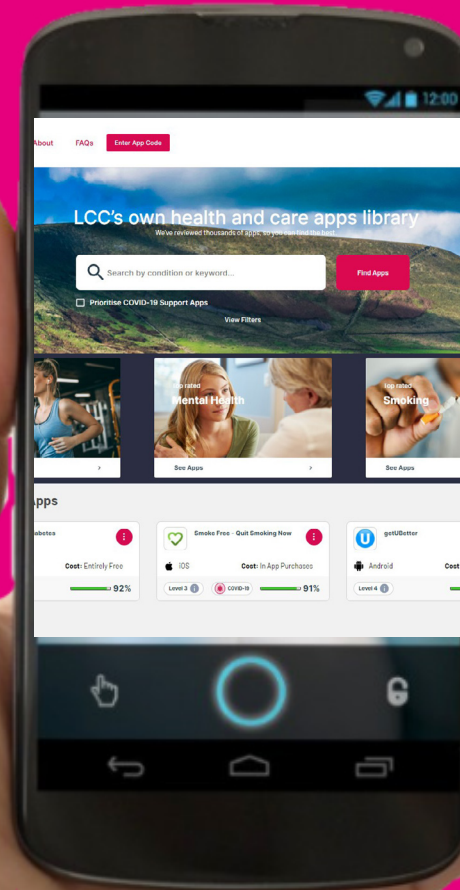 12:00
About FAQs Enter App Code
LCC's own health and care apps library
We've reviewed thousands of apps, so you can find the best
Search by condition or keyword...
Find Apps
Prioritise COVID-19 Support Apps
View Filters
Top rated
Mental Health
Top rated
Smoking
See Apps
See Apps
Apps
Smoke Free - Quit Smoking Now
getUBetter
Cost: Entirely Free
iOS
Cost: In App Purchases
Android
Cost
92%
Level 3
COVID-19
91%
Level 4